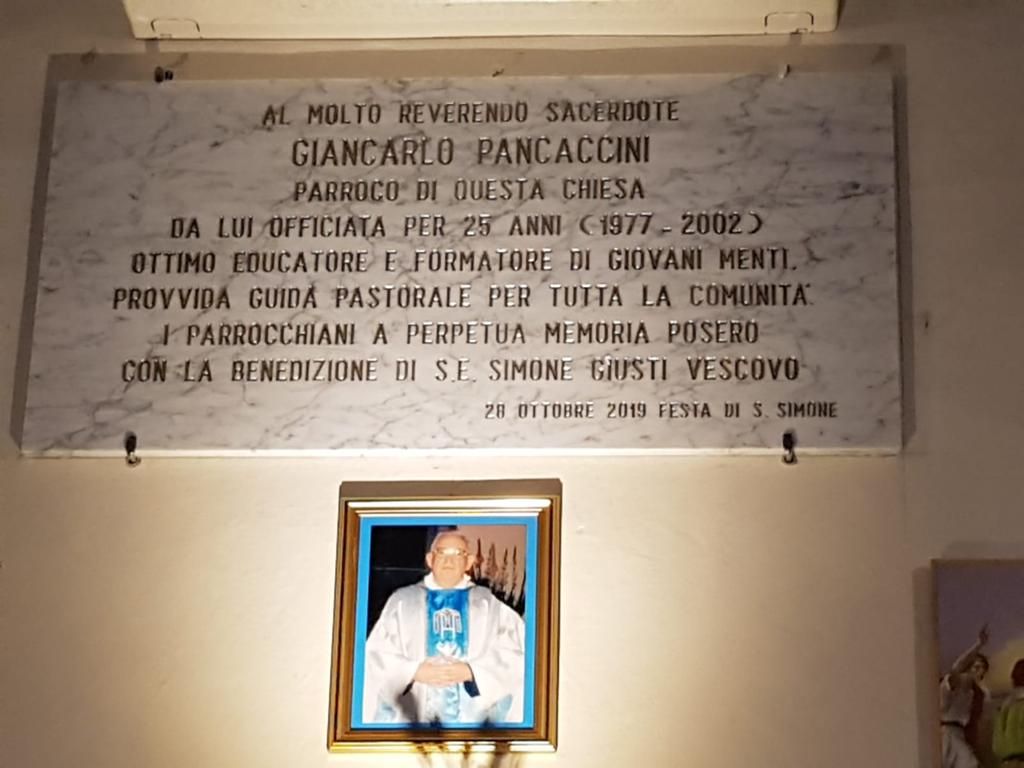 AL MOLTO REVERENDO SACERDOTE
GIANCARLO PANCACCINI
PARROCO DI QUESTA CHIESA
DA LUI OFFICIATA PER 25 ANNI (1977 - 2002)
OTTIMO EDUCATORE E FORMATORE DI GIOVANI MENTI,
PROVVIDA GUIDA PASTORALE PER TUTTA LA COMUNITA'
I PARROCCHIANI A PERPETUA MEMORIA POSERO
CON LA BENEDIZIONE DI S.E. SIMONE GIUSTI VESCOVO
28 OTTOBRE 2019 FESTA DI S. SIMONE